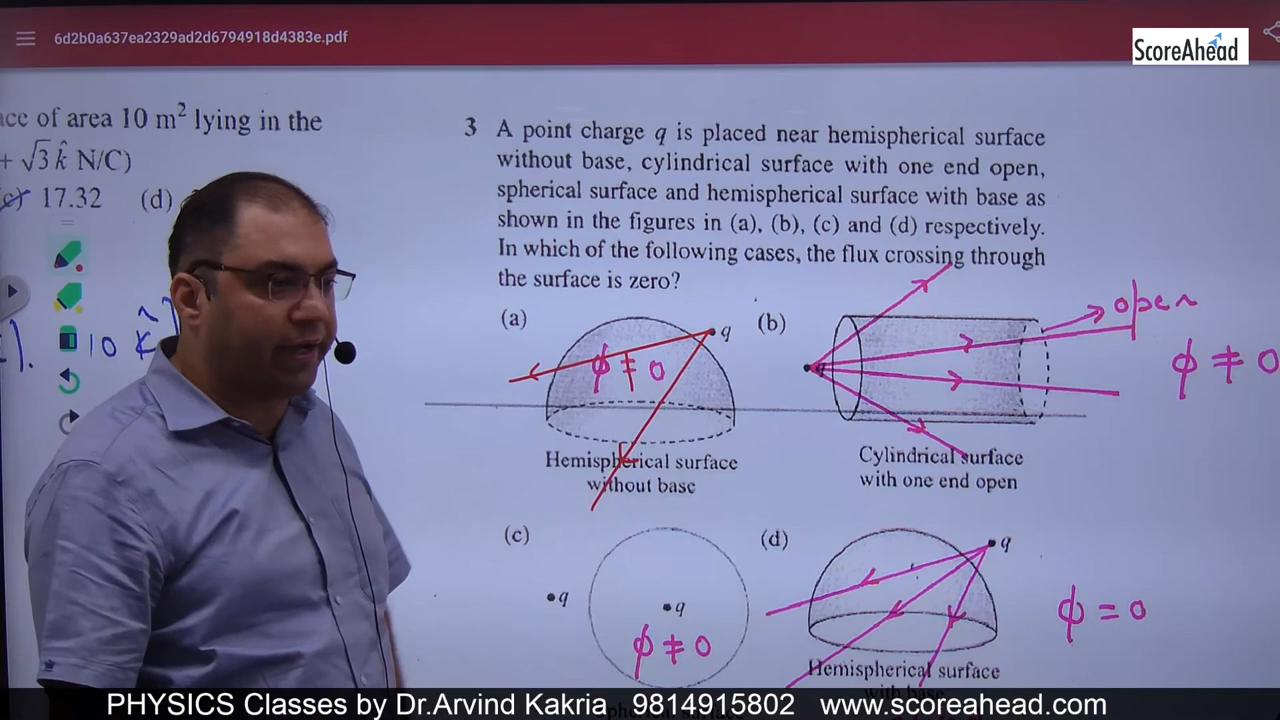 6d2b0a637ea2329ad2d6794918d4383e.pdf
ScoreAhead
ace of area 10 m² lying in the
+ √3 k̂ N/C)
(c) 17.32 (d)
10 k̂
3 A point charge q is placed near hemispherical surface
without base, cylindrical surface with one end open,
spherical surface and hemispherical surface with base as
shown in the figures in (a), (b), (c) and (d) respectively.
In which of the following cases, the flux crossing through
the surface is zero?
(a) q
ϕ ≠ 0
Hemispherical surface
without base
(b) q
open
ϕ ≠ 0
Cylindrical surface
with one end open
(c) q
q
ϕ ≠ 0
(d) q
ϕ = 0
Hemispherical surface
with base
PHYSICS Classes by Dr.Arvind Kakria 9814915802 www.scoreahead.com